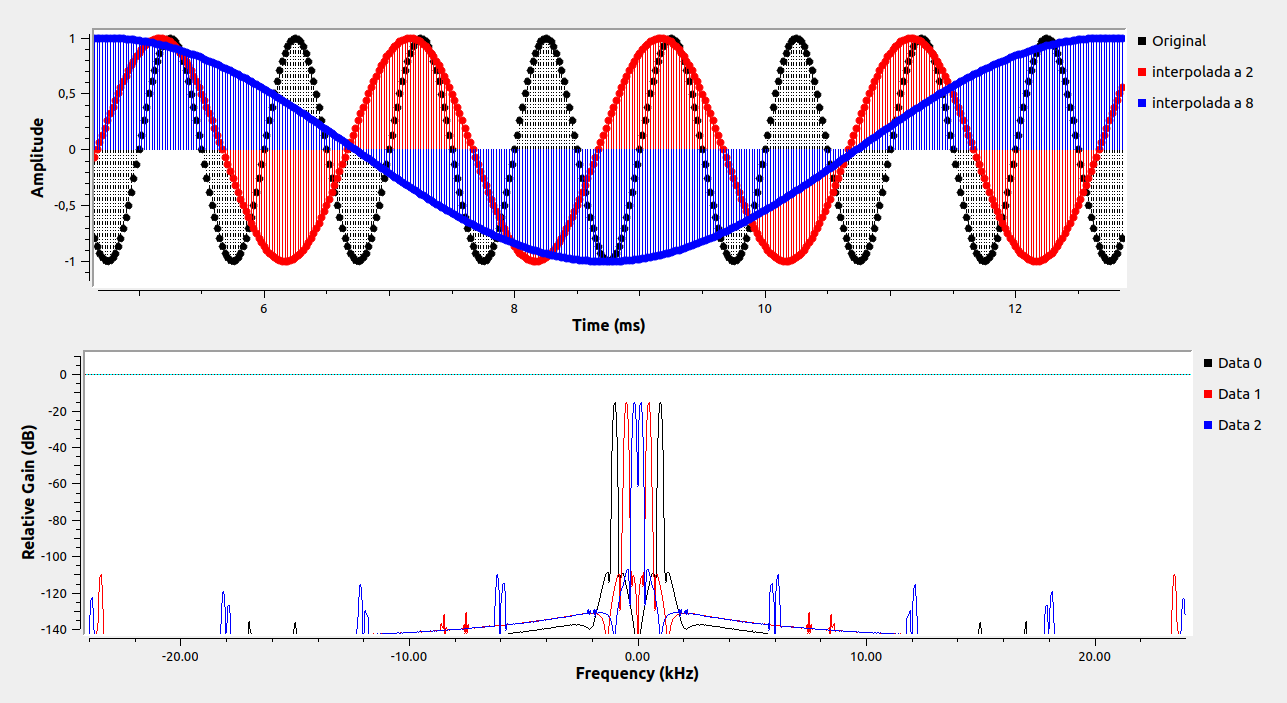 Original
interpolada a 2
interpolada a 8
Amplitude
1
0,5
0
-0,5
-1
6
8
10
12
Time (ms)
Data 0
Data 1
Data 2
Relative Gain (dB)
0
-20
-40
-60
-80
-100
-120
-140
-20.00
-10.00
0.00
10.00
20.00
Frequency (kHz)